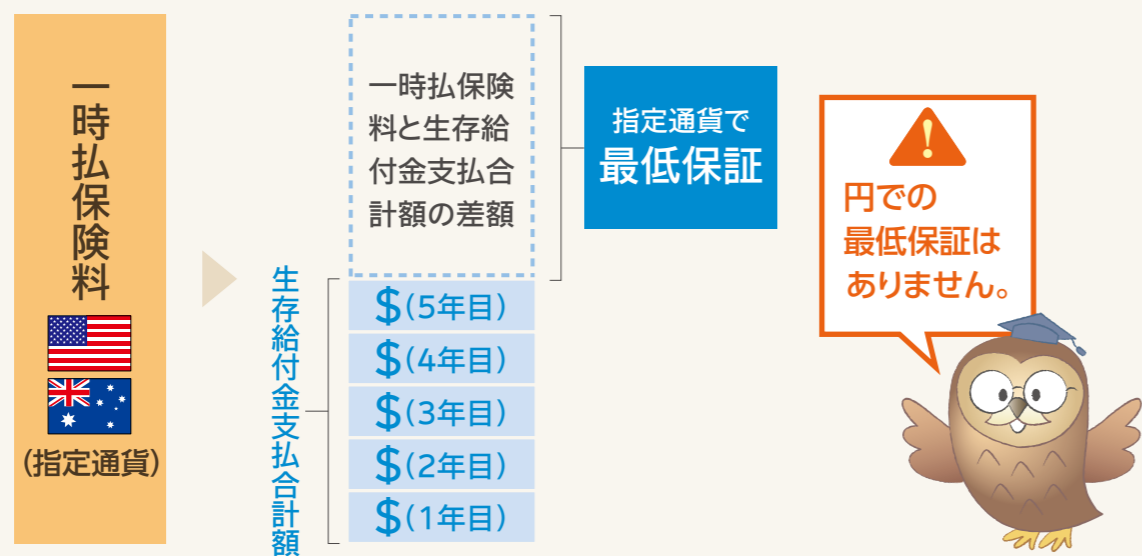 一時払保険料
(指定通貨)
一時払保険
料と生存給
付金支払合
計額の差額
指定通貨で
最低保証
円での
最低保証は
ありません。
生存給付金支払合計額
$(5年目)
$(4年目)
$(3年目)
$(2年目)
$(1年目)